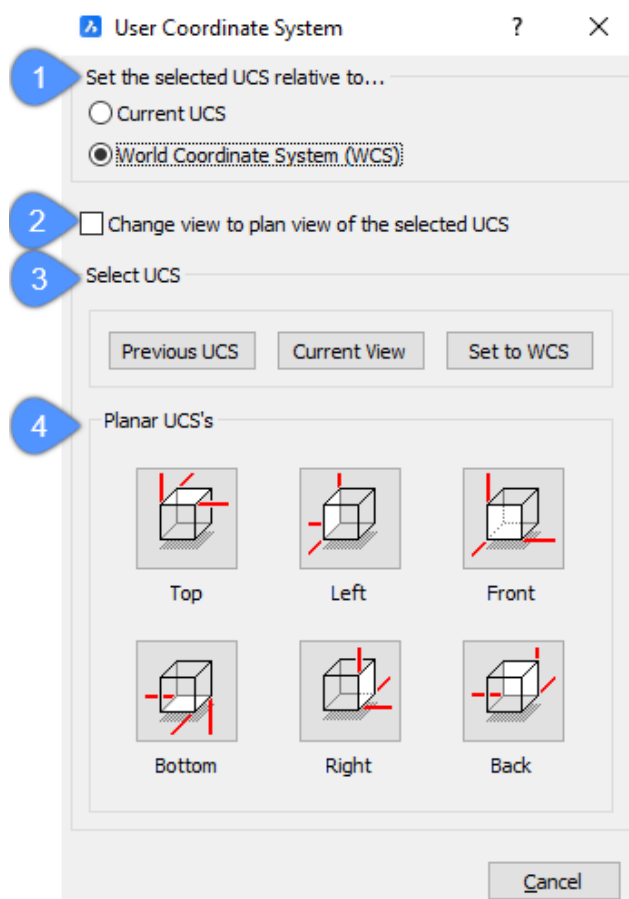 User Coordinate System ?
1 Set the selected UCS relative to...
Current UCS
World Coordinate System (WCS)
2 Change view to plan view of the selected UCS
3 Select UCS
Previous UCS Current View Set to WCS
4 Planar UCS's
Top Left Front
Bottom Right Back
Cancel